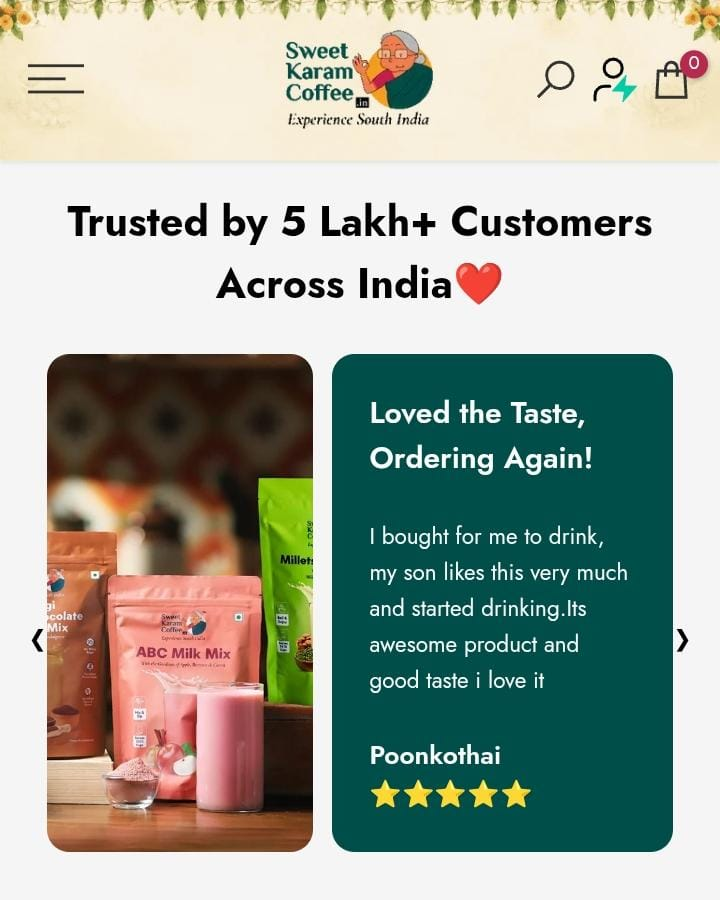 Sweet
Karam
Coffee.in
Experience South India
0
Trusted by 5 Lakh+ Customers
Across India❤️
Loved the Taste,
Ordering Again!
I bought for me to drink,
my son likes this very much
and started drinking.Its
awesome product and
good taste i love it
Poonkothai
⭐⭐⭐⭐⭐
Millets
Sweet
Karam
Coffee
ABC Milk Mix
Mix